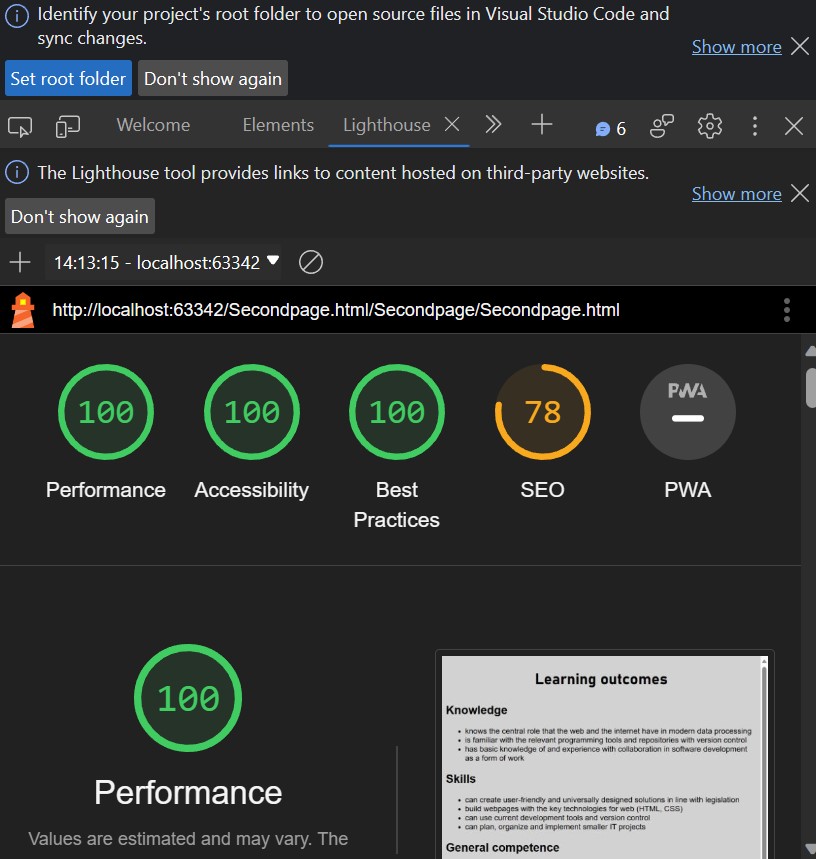 Identify your project's root folder to open source files in Visual Studio Code and
sync changes.
Show more
Set root folder
Don't show again
Welcome
Elements
Lighthouse
6
The Lighthouse tool provides links to content hosted on third-party websites.
Show more
Don't show again
14:13:15 - localhost:63342
http://localhost:63342/Secondpage.html/Secondpage/Secondpage.html
100
100
100
78
PWA
Performance
Accessibility
Best
Practices
SEO
PWA
100
Performance
Values are estimated and may vary. The
Learning outcomes
Knowledge
• knows the central role that the web and the internet have in modern data processing
• is familiar with the relevant programming tools and repositories with version control
• has basic knowledge of and experience with collaboration in software development
as a form of work
Skills
• can create user-friendly and universally designed solutions in line with legislation
• build webpages with the key technologies for web (HTML, CSS)
• can use current development tools and version control
• can plan, organize and implement smaller IT projects
General competence